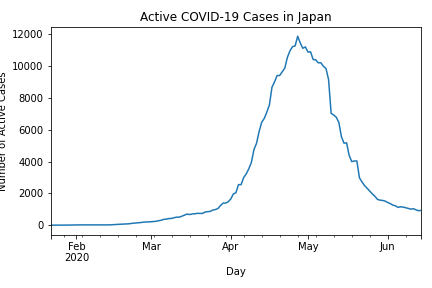 Active COVID-19 Cases in Japan
Number of Active Cases
12000
10000
8000
6000
4000
2000
0
Feb Mar Apr May Jun
2020
Day